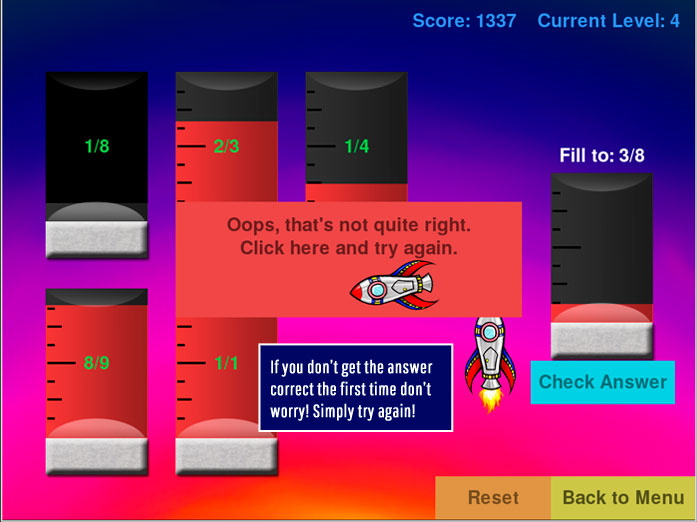 Score: 1337 Current Level: 4
1/8
2/3
1/4
Fill to: 3/8
Oops, that's not quite right.
Click here and try again.
8/9
1/1
If you don't get the answer
correct the first time don't
worry! Simply try again!
Check Answer
Reset
Back to Menu